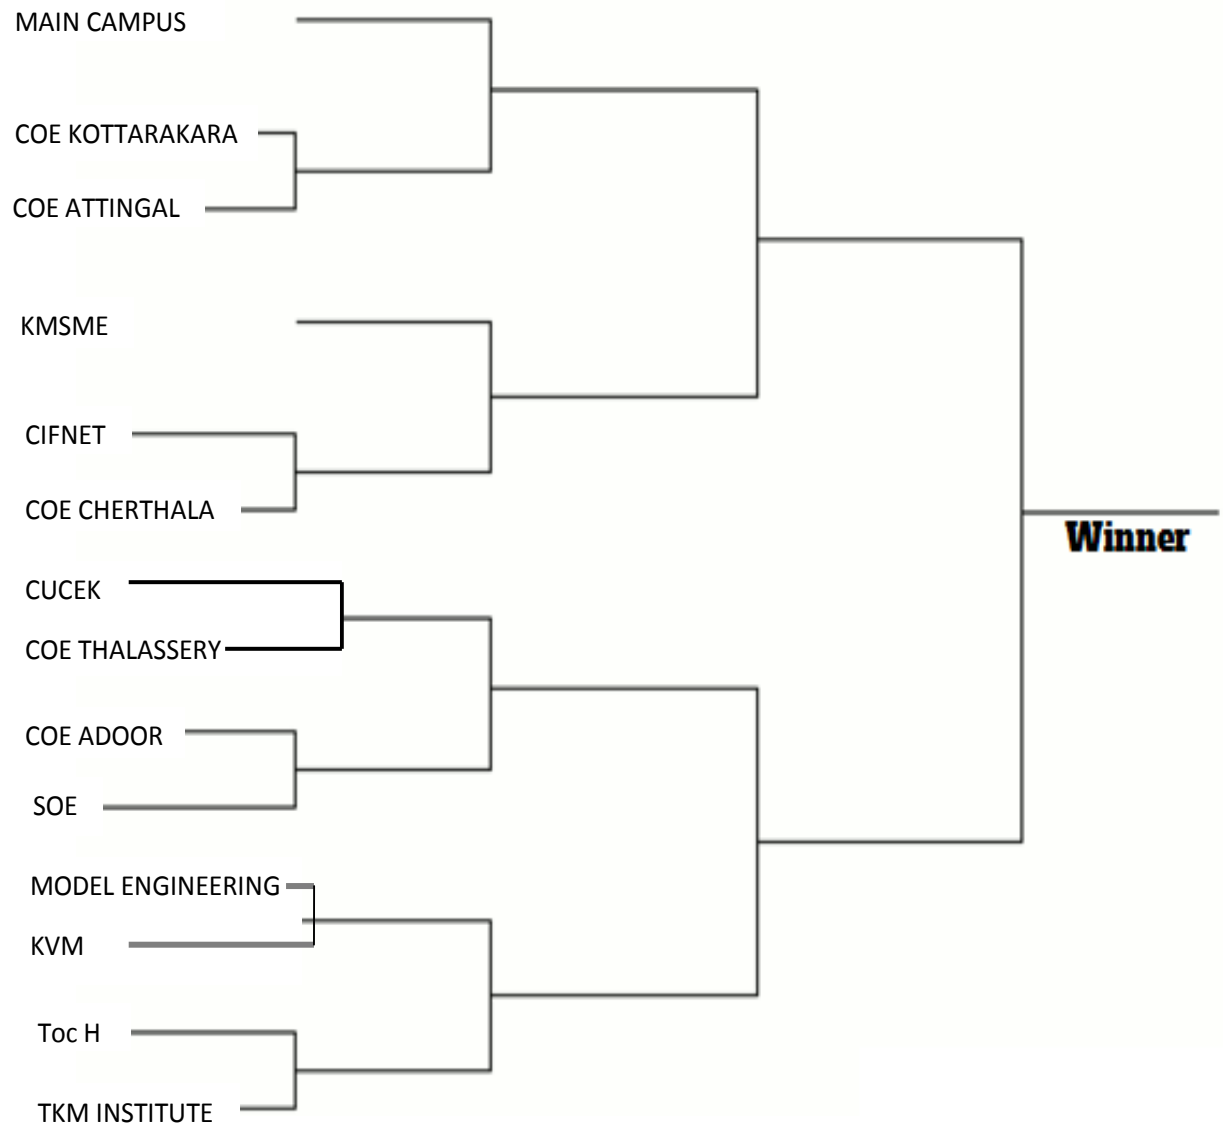 MAIN CAMPUS
COE KOTTARAKARA
COE ATTINGAL
KMSME
CIFNET
COE CHERTHALA
Winner
CUCEK
COE THALASSERY
COE ADOOR
SOE
MODEL ENGINEERING
KVM
Toc H
TKM INSTITUTE